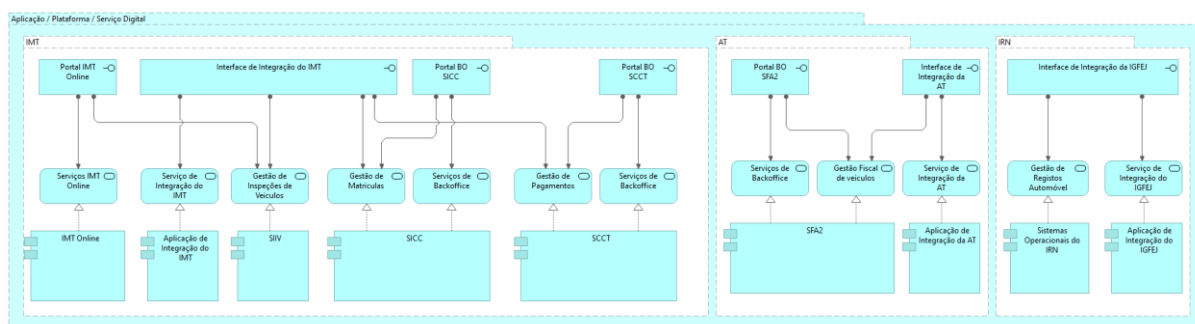 Aplicação / Plataforma / Serviço Digital
IMT
Portal IMT
Online
Interface de Integração do IMT
Portal BO
SICC
Portal BO
SCCT
Serviços IMT
Online
Serviço de
Integração do
IMT
Gestão de
Inspeções de
Veiculos
Gestão de
Matriculas
Serviço de
Backoffice
Gestão de
Pagamentos
Serviço de
Backoffice
IMT Online
Aplicação de
Integração do
IMT
SIIV
SICC
SCCT
AT
Portal BO
SFA2
Interface de
Integração da
AT
Serviço de
Backoffice
Gestão Fiscal
de veiculos
Serviço de
Integração da
AT
SFA2
Aplicação de
Integração da AT
IRN
Interface de Integração da IGFEJ
Gestão de
Registos
Automóvel
Serviço de
Integração do
IGFEJ
Sistemas
Operacionais do
IRN
Aplicação de
Integração do
IGFEJ